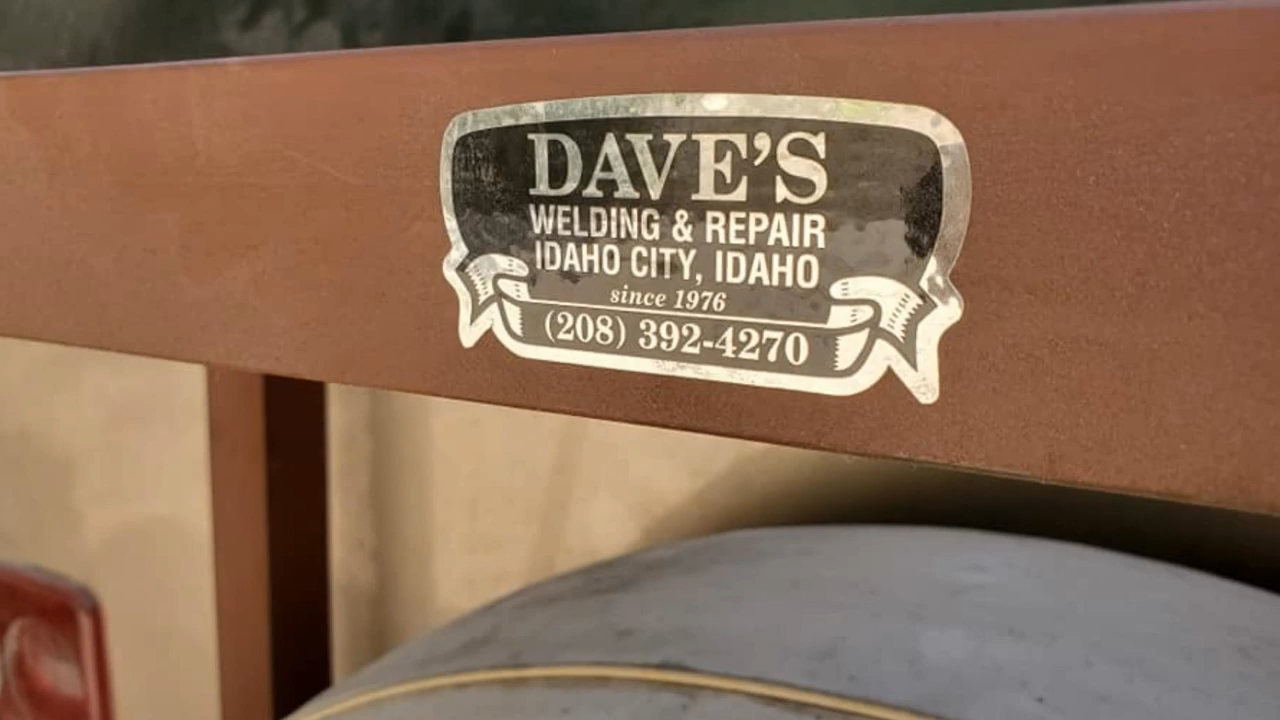 DAVE'S
WELDING & REPAIR
IDAHO CITY, IDAHO
since 1976
(208) 392-4270